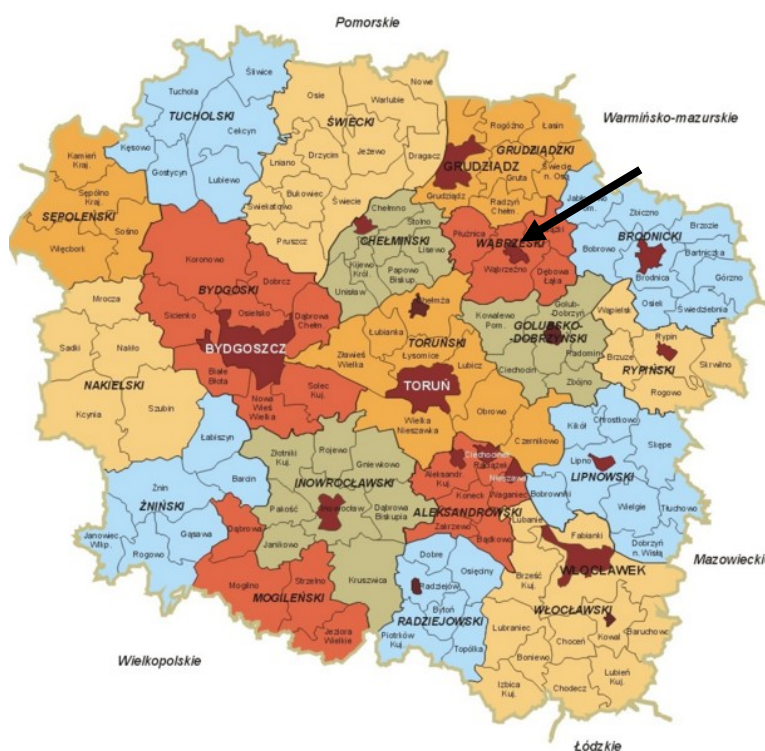 Pomorskie
Śliwice
Tuchola
TUCHOLSKI
Cekcyn
Kęsowo
Gostycyn
Lubiewo
Nowe
Osie
Warlubie
ŚWIECKI
Lniano
Drzycim
Jeżewo
Dragacz
Bukowiec
Świekatowo
Świecie
Pruszcz
Warmińsko-mazurskie
Rogóźno
Łasin
GRUDZIĄDZKI
GRUDZIĄDZ
Gruta
Świecie
n. Os.
Grudziądz
Radzyń
Chełm.
Kamień
Kraj.
Sępólno
Kraj.
SĘPOLEŃSKI
Sośno
Więcbork
Chełmno
Stolno
CHEŁMIŃSKI
Lisewo
Kijewo
Król.
Papowo
Biskup.
Unisław
Płużnica
WĄBRZESKI
Wąbrzeźno
Dębowa
Łąka
Zbiczno
Brzozie
BRODNICKI
Bobrowo
Bartniczka
Brodnica
Górzno
Osiek
Świedziebnia
Koronowo
BYDGOSKI
Dobrcz
Sicienko
Osielsko
Dąbrowa
Chełm.
BYDGOSZCZ
Białe
Błota
Nowa
Wieś
Wielka
Solec
Kuj.
Mrocza
Sadki
Nakło
NAKIELSKI
Kcynia
Szubin
Łubianka
TORUŃSKI
Łysomice
Zławieś
Wielka
Lubicz
TORUŃ
Wielka
Nieszawka
Obrowo
Czernikowo
Kowalewo
Pom.
Golub-
Dobrzyń
GOLUBSKO-
DOBRZYŃSKI
Radomin
Ciechocin
Zbójno
Wąpielsk
Rypin
Brzuze
Skrwilno
RYPIŃSKI
Rogowo
Łabiszyn
Barcin
Żnin
ŻNIŃSKI
Janowiec
Wlkp.
Gąsawa
Rogowo
Złotniki
Kuj.
Rojewo
Gniewkowo
INOWROCŁAWSKI
Pakość
Inowrocław
Dąbrowa
Biskupia
Janikowo
Kruszwica
Ciechocinek
Raciążek
Aleksandr.
Kuj.
Nieszawa
Koneck
Waganiec
ALEKSANDROWSKI
Zakrzewo
Bądkowo
Kikół
Chrostkowo
Skępe
Lipno
LIPNOWSKI
Bobrowniki
Wielgie
Tłuchowo
Dobrzyń
n. Wisłą
Dąbrowa
Mogilno
Strzelno
MOGILEŃSKI
Jeziora
Wielkie
Dobre
Osięciny
Radziejów
Bytoń
RADZIEJOWSKI
Piotrków
Kuj.
Topólka
Lubanie
Fabianki
WŁOCŁAWEK
Brześć
Kuj.
WŁOCŁAWSKI
Lubraniec
Choceń
Kowal
Baruchowo
Boniewo
Izbica
Kuj.
Chodecz
Lubień
Kuj.
Mazowieckie
Wielkopolskie
Łódzkie